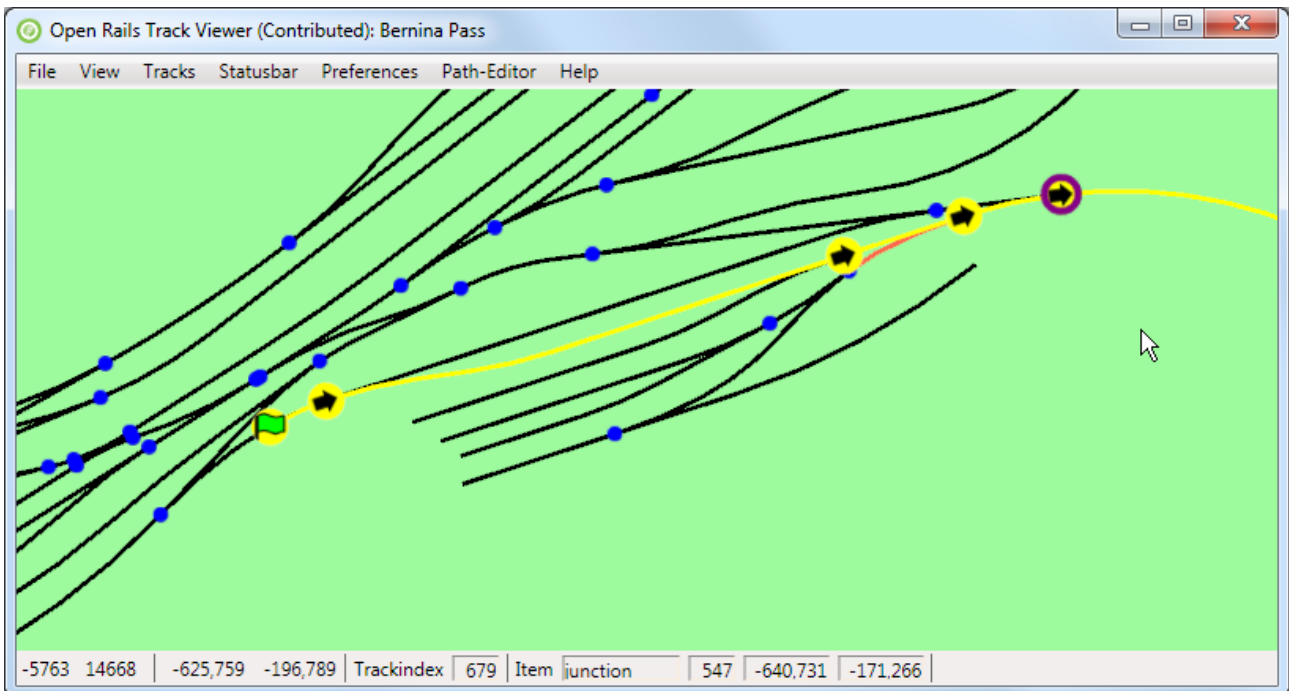 Open Rails Track Viewer (Contributed): Bernina Pass
File View Tracks Statusbar Preferences Path-Editor Help
-5763 14668 -625,759 -196,789 Trackindex 679 Item junction 547 -640,731 -171,266